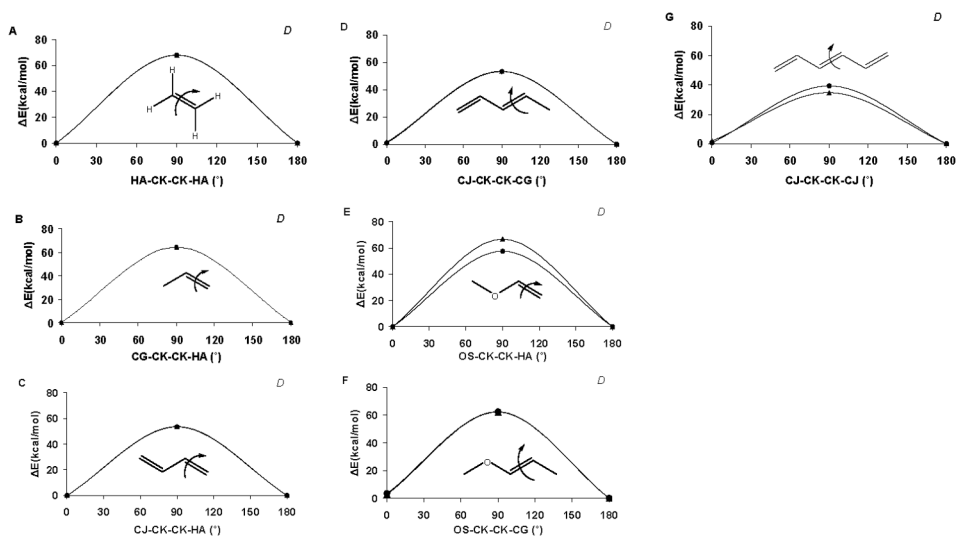 A
D
ΔE(kcal/mol)
80
60
40
20
0
H
H
H
H
0 30 60 90 120 150 180
HA-CK-CK-HA (°)
B
D
ΔE(kcal/mol)
80
60
40
20
0
0 30 60 90 120 150 180
CG-CK-CK-HA (°)
C
D
ΔE(kcal/mol)
80
60
40
20
0
0 30 60 90 120 150 180
CJ-CK-CK-HA (°)
D
D
ΔE(kcal/mol)
80
60
40
20
0
0 30 60 90 120 150 180
CJ-CK-CK-CG (°)
E
D
ΔE(kcal/mol)
80
60
40
20
0
O
0 30 60 90 120 150 180
OS-CK-CK-HA (°)
F
D
ΔE(kcal/mol)
80
60
40
20
0
O
0 30 60 90 120 150 180
OS-CK-CK-CG (°)
G
D
ΔE(kcal/mol)
80
60
40
20
0
0 30 60 90 120 150 180
CJ-CK-CK-CJ (°)